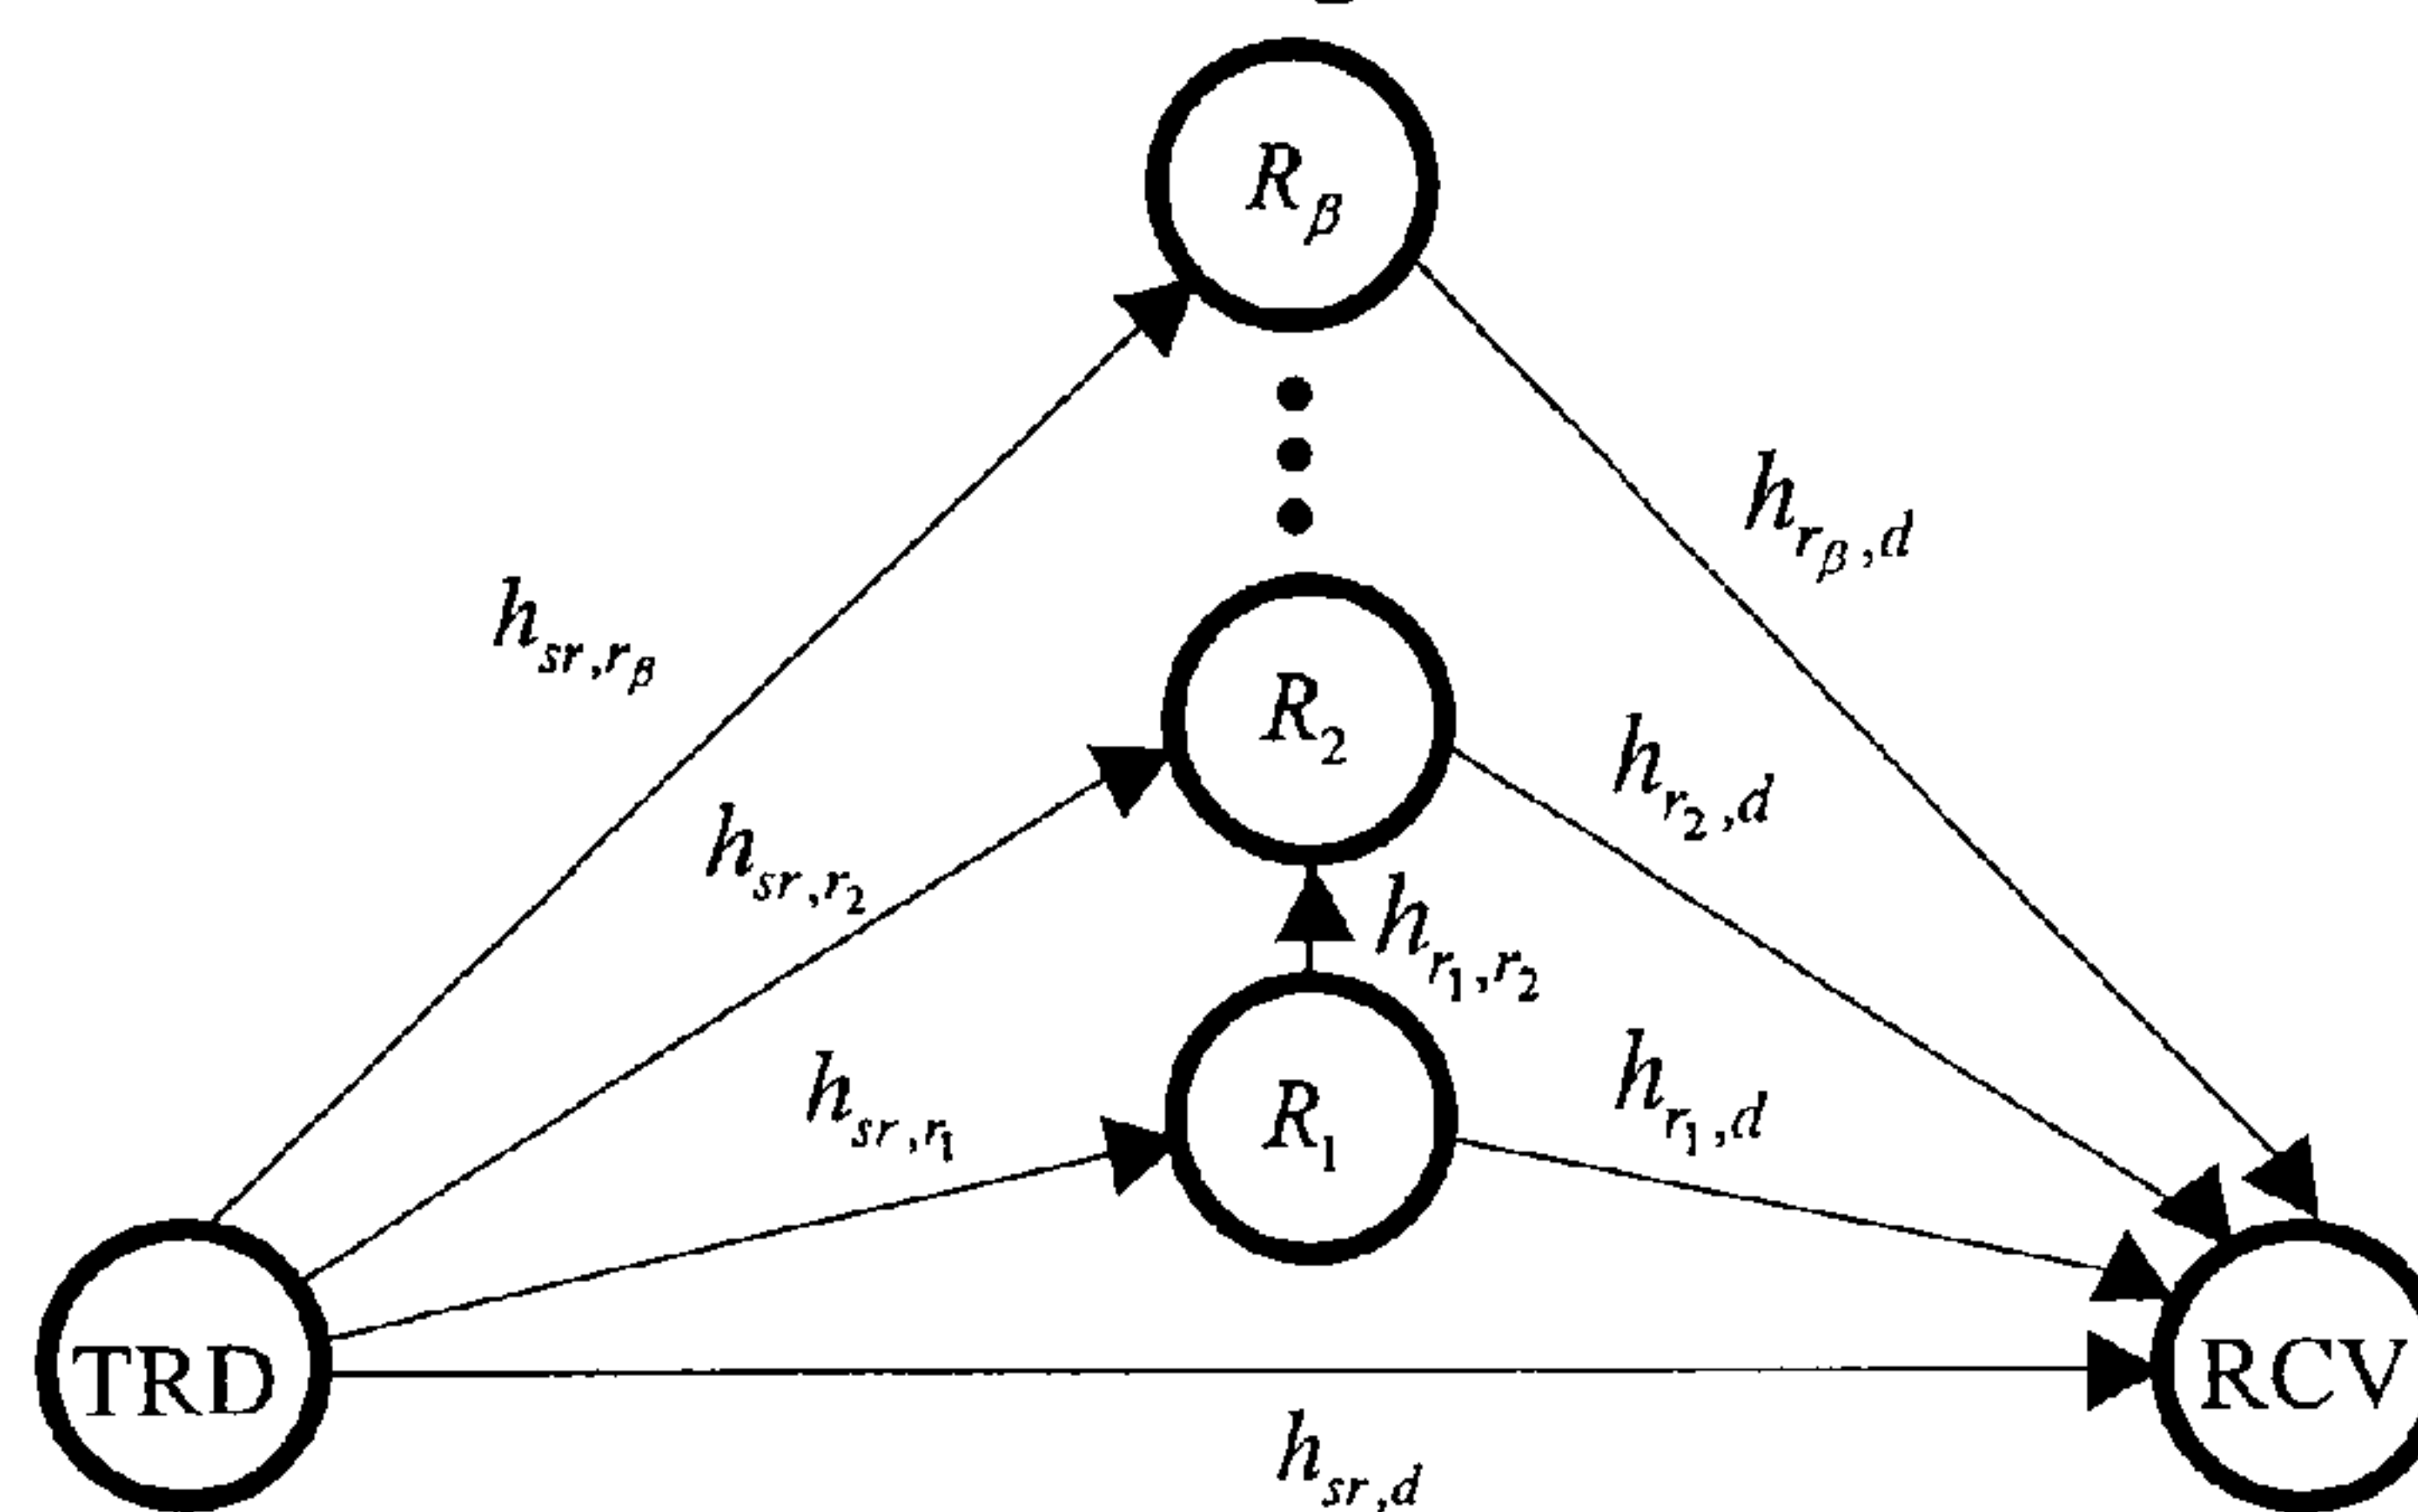 R_β
h_{r_β,d}
h_{sr,r_β}
R_2
h_{r_2,d}
h_{sr,r_2}
h_{r_1,r_2}
h_{sr,r_1}
R_1
h_{r_1,d}
TRD
RCV
h_{sr,d}